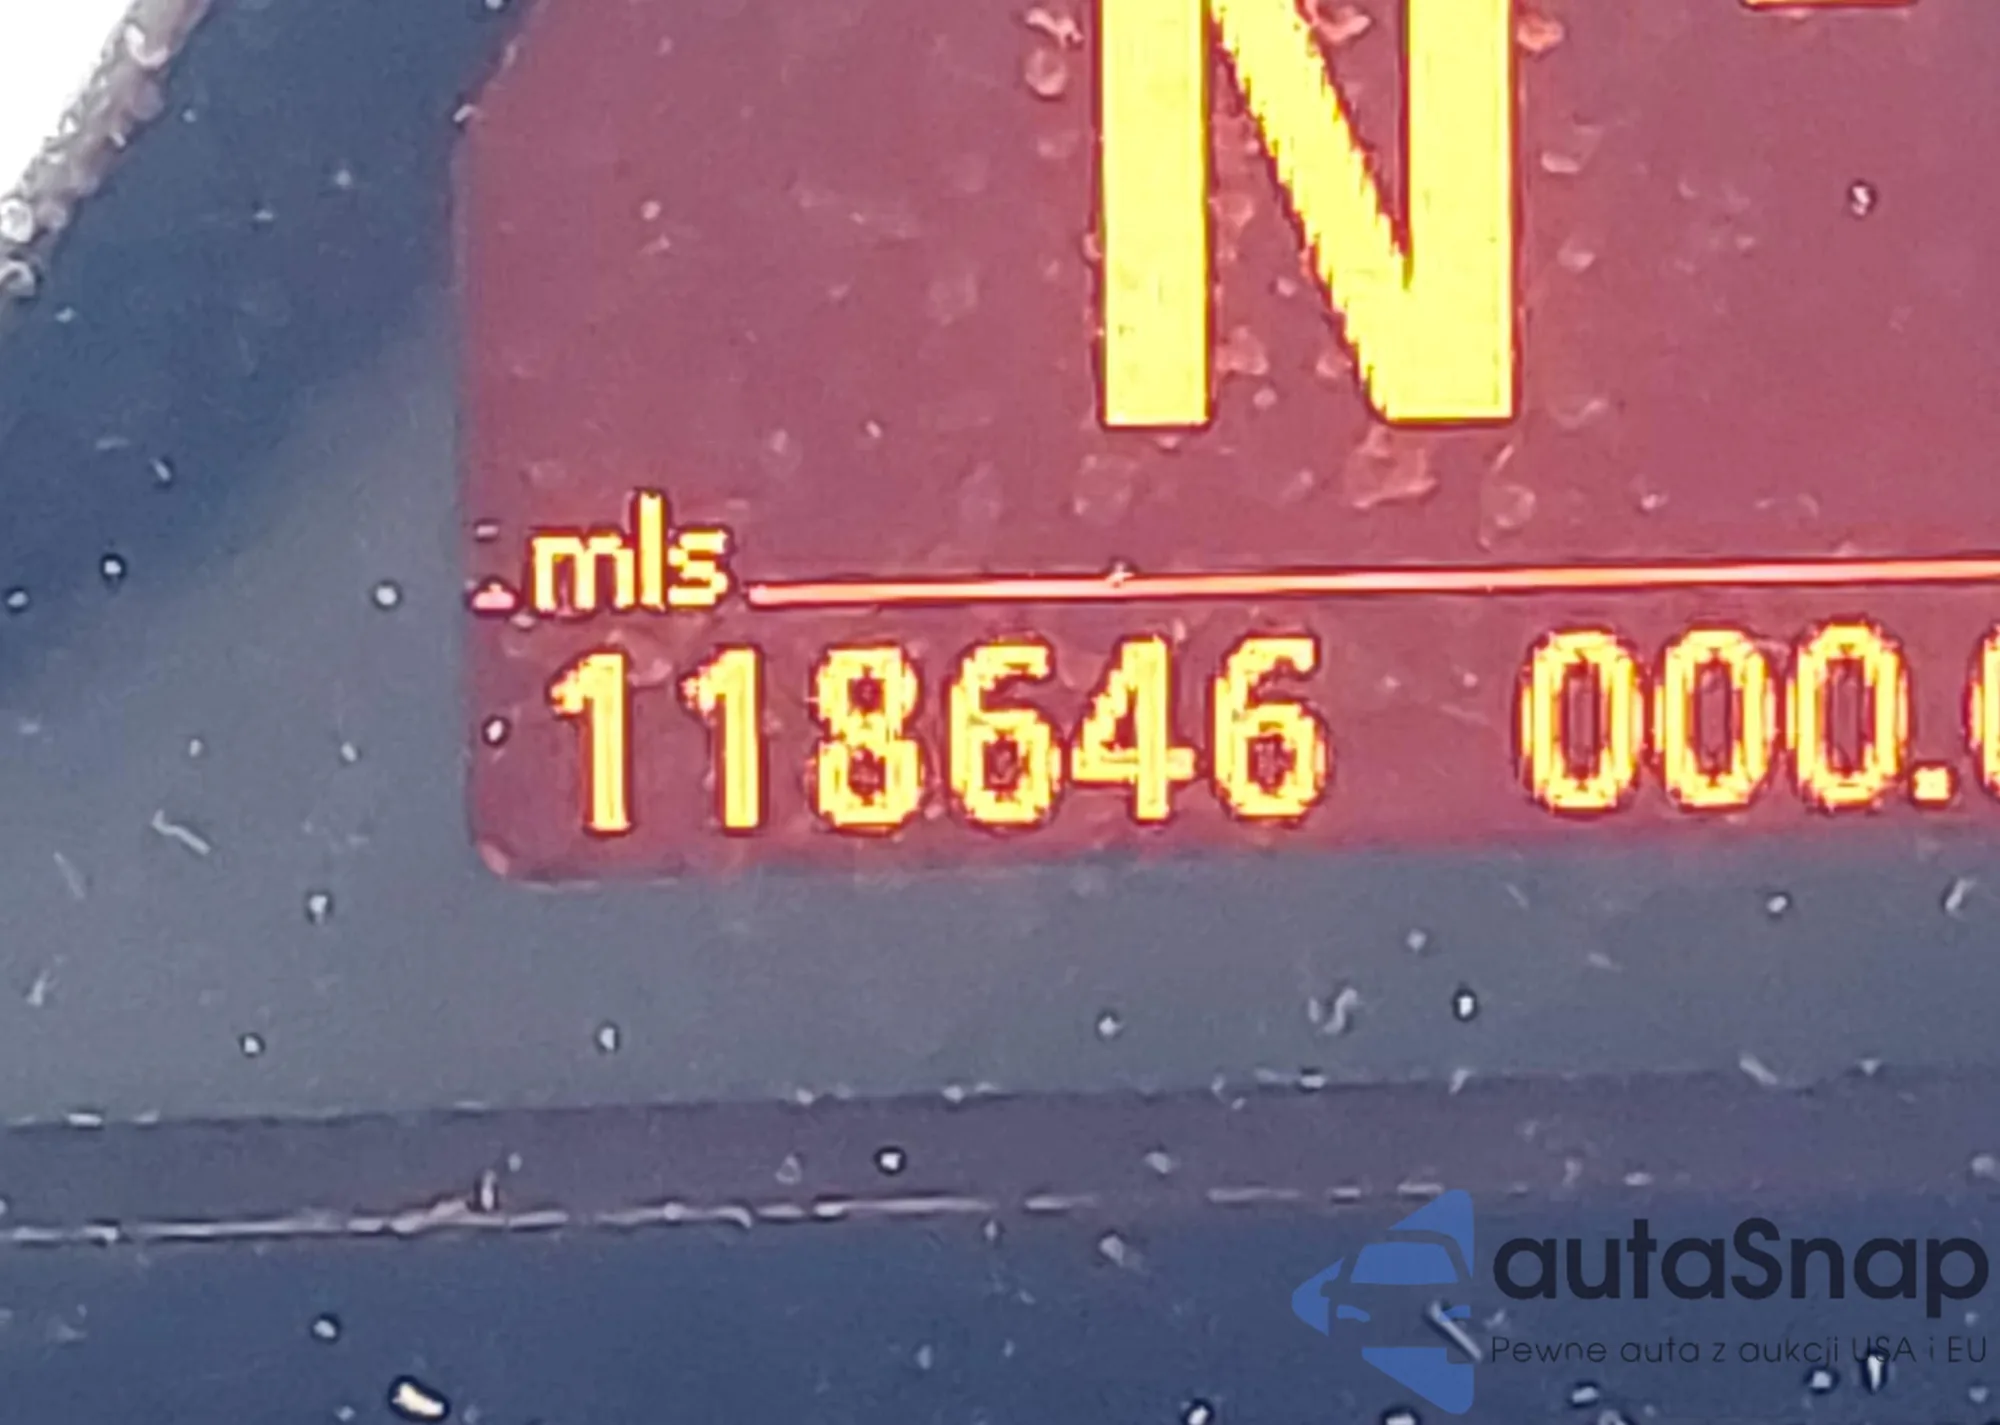 N
mls
118646 000.
autaSnap
Pewne auta z aukcji USA i EU